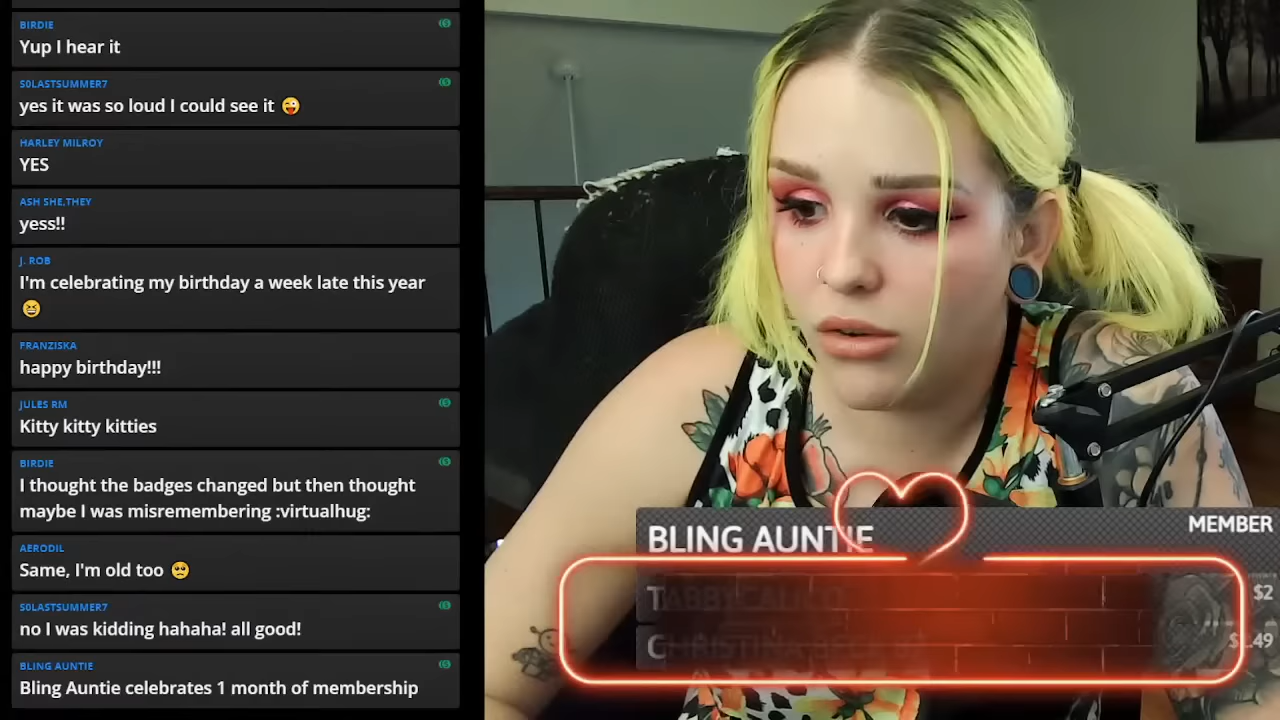 BIRDIE
Yup I hear it
S0LASTSUMMER7
yes it was so loud I could see it 😜
HARLEY MILROY
YES
ASH SHE,THEY
yess!!
J. ROB
I'm celebrating my birthday a week late this year
😆
FRANZISKA
happy birthday!!!
JULES RM
Kitty kitty kitties
BIRDIE
I thought the badges changed but then thought
maybe I was misremembering :virtualhug:
AERODIL
Same, I'm old too 🥺
S0LASTSUMMER7
no I was kidding hahaha! all good!
BLING AUNTIE
Bling Auntie celebrates 1 month of membership
BLING AUNTIE MEMBER
$2